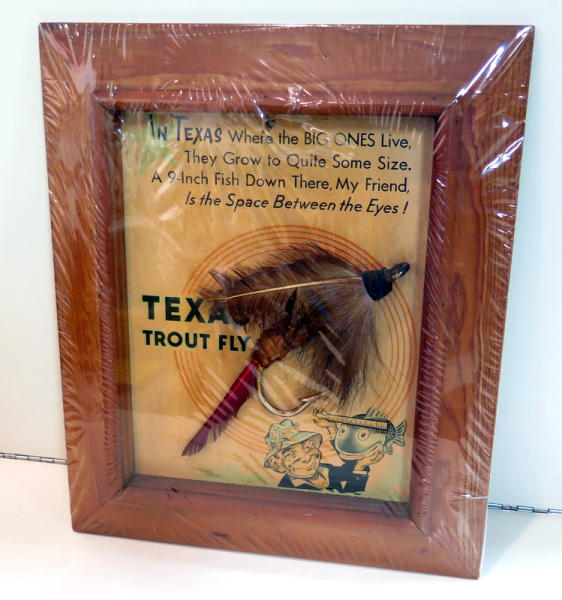 In Texas Where the BIG ONES Live,
They Grow to Quite Some Size.
A 9-Inch Fish Down There, My Friend,
Is the Space Between the Eyes!
TEXA
TROUT FLY